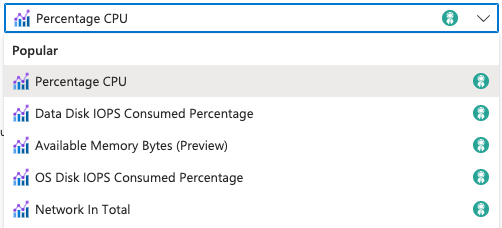 Percentage CPU
Popular
Percentage CPU
Data Disk IOPS Consumed Percentage
Available Memory Bytes (Preview)
OS Disk IOPS Consumed Percentage
Network In Total